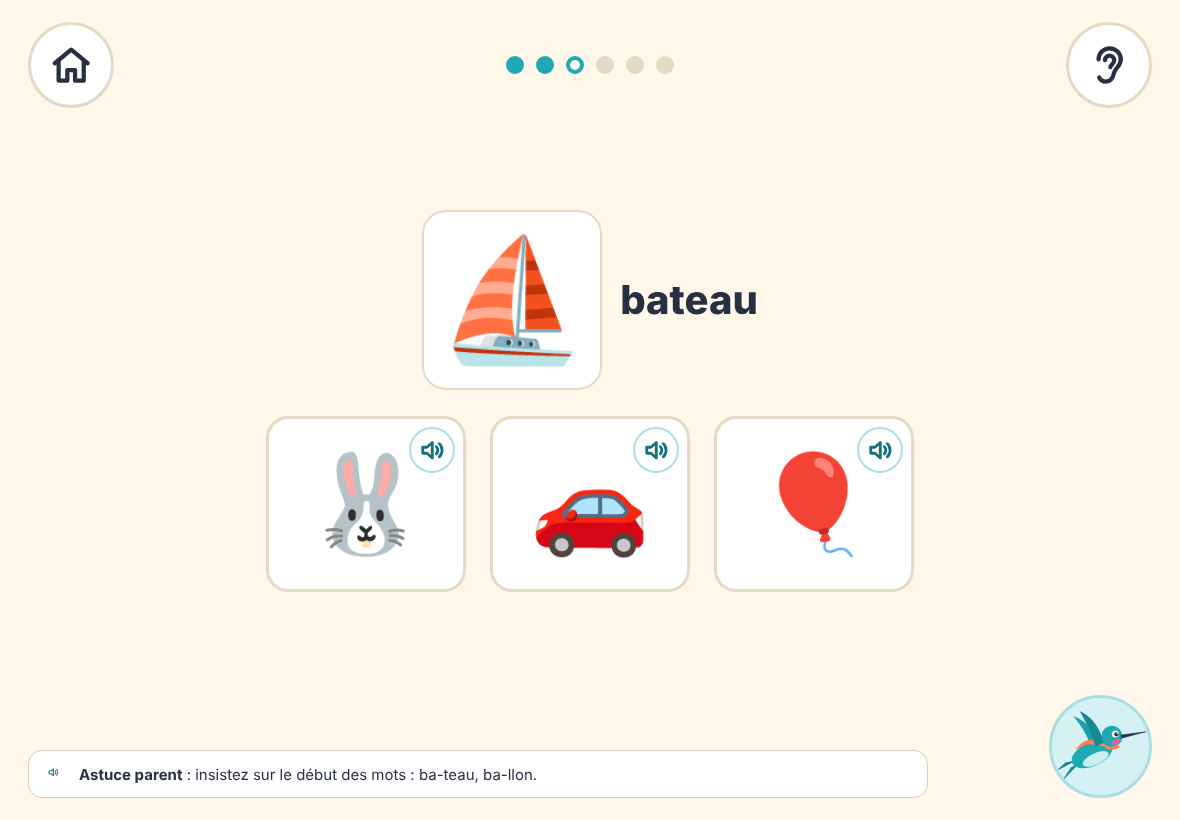 bateau
Astuce parent : insistez sur le début des mots : ba-teau, ba-llon.